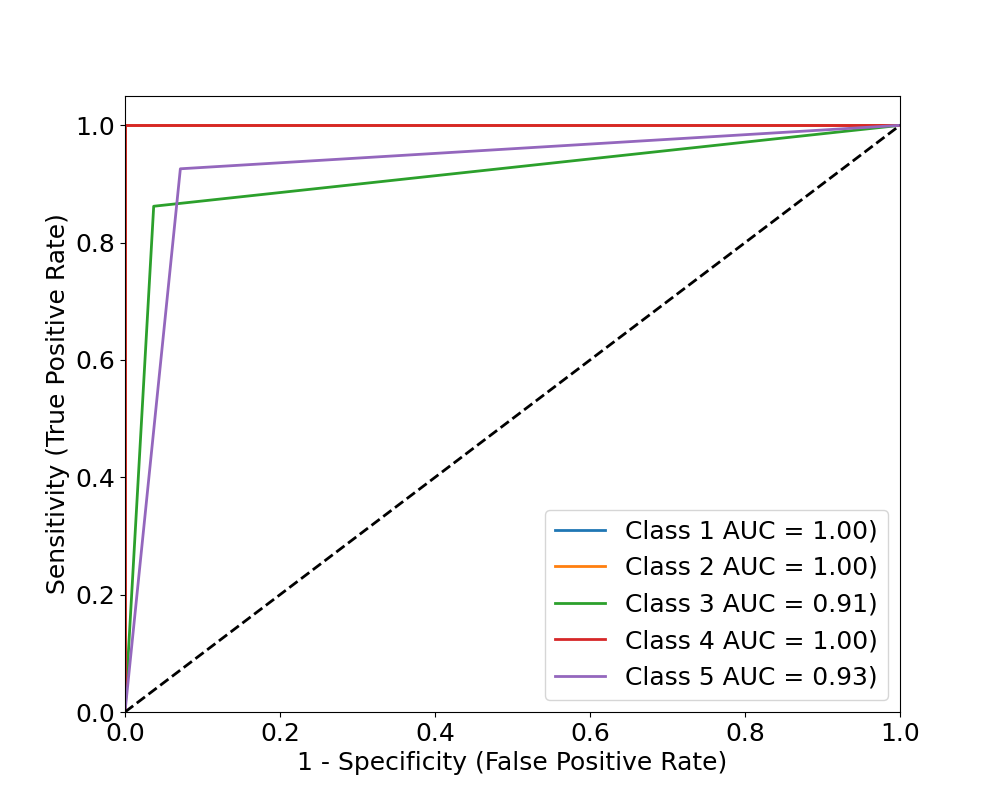 1.0
0.8
0.6
0.4
0.2
0.0
Sensitivity (True Positive Rate)
Class 1 AUC = 1.00)
Class 2 AUC = 1.00)
Class 3 AUC = 0.91)
Class 4 AUC = 1.00)
Class 5 AUC = 0.93)
0.0 0.2 0.4 0.6 0.8 1.0
1 - Specificity (False Positive Rate)